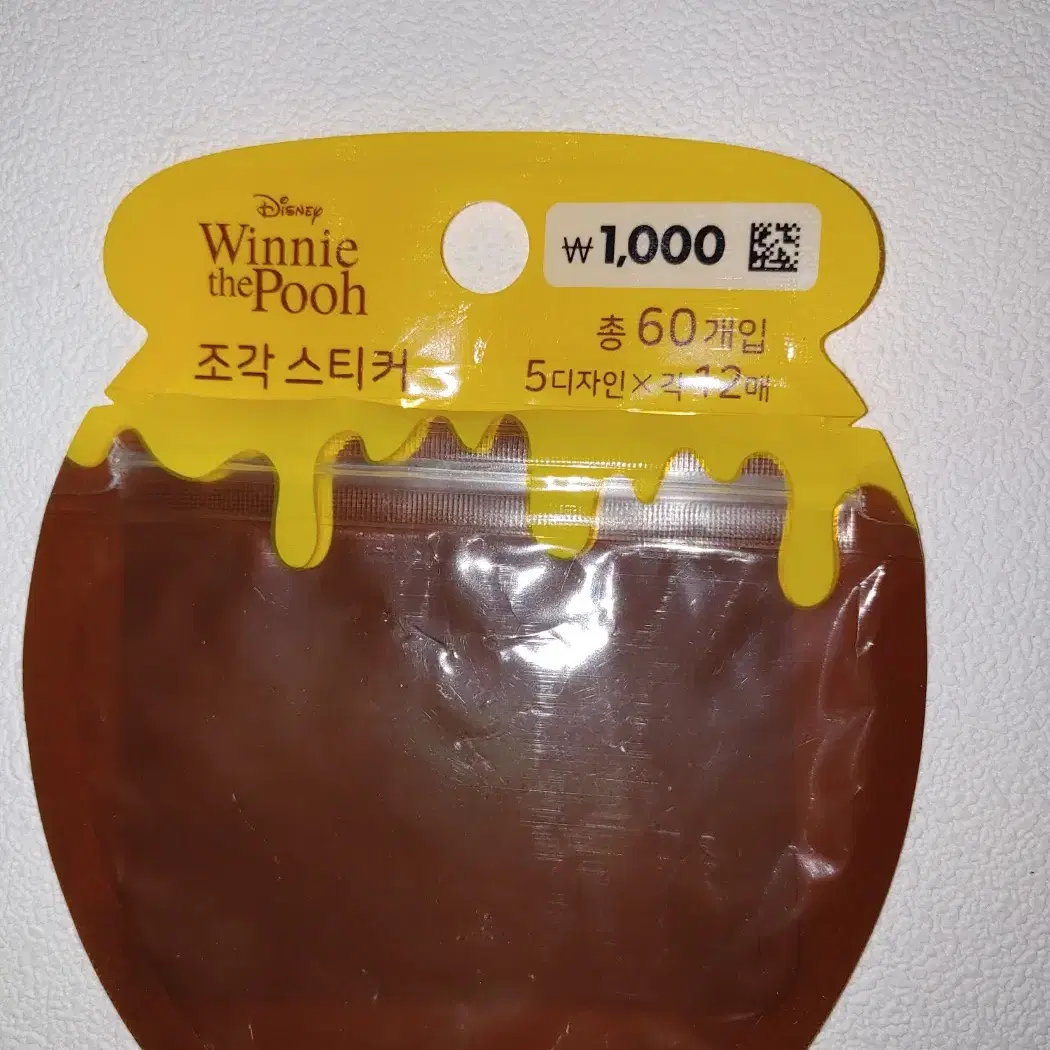 Disney
Winnie
the Pooh
조각 스티커
₩1,000
총 60개입
5디자인×각 12매